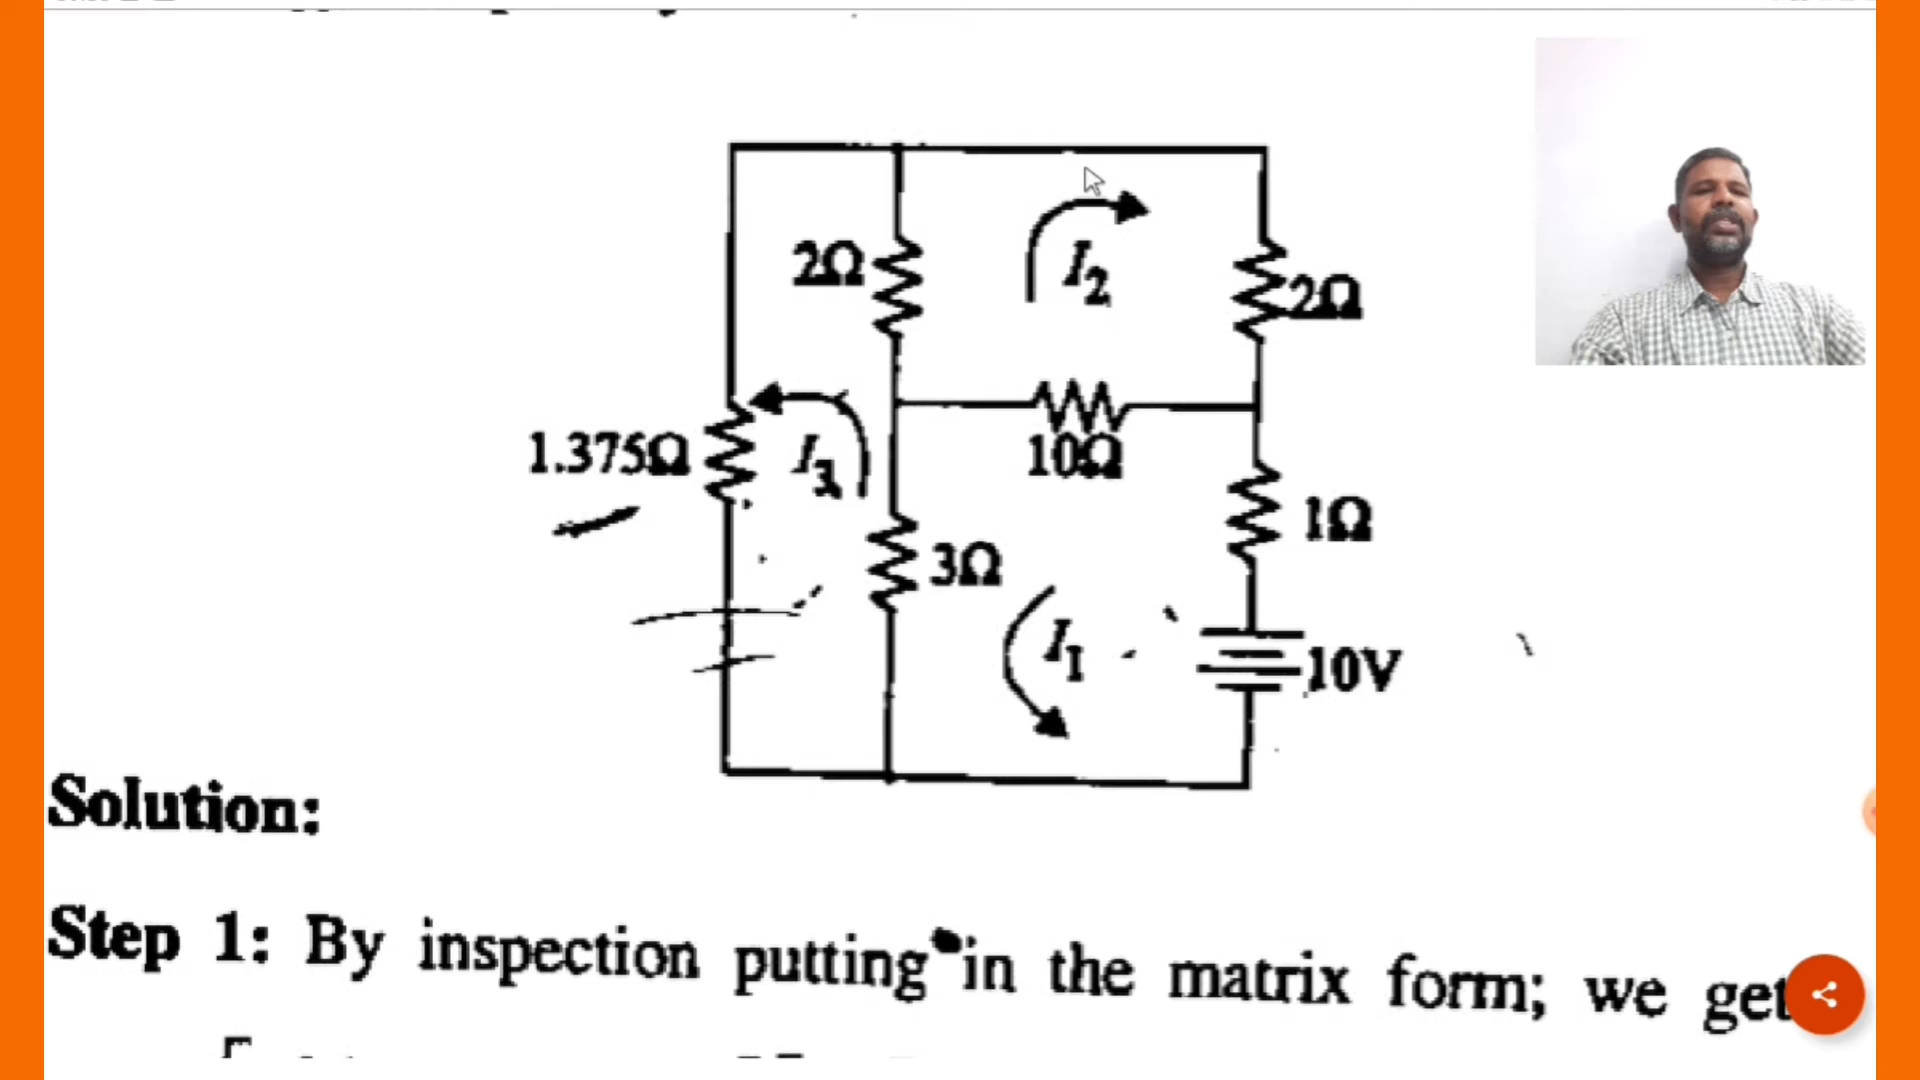 2Ω
I2
2Ω
1.375Ω
I3
10Ω
1Ω
3Ω
I1
10V
Solution:
Step 1: By inspection putting in the matrix form; we get